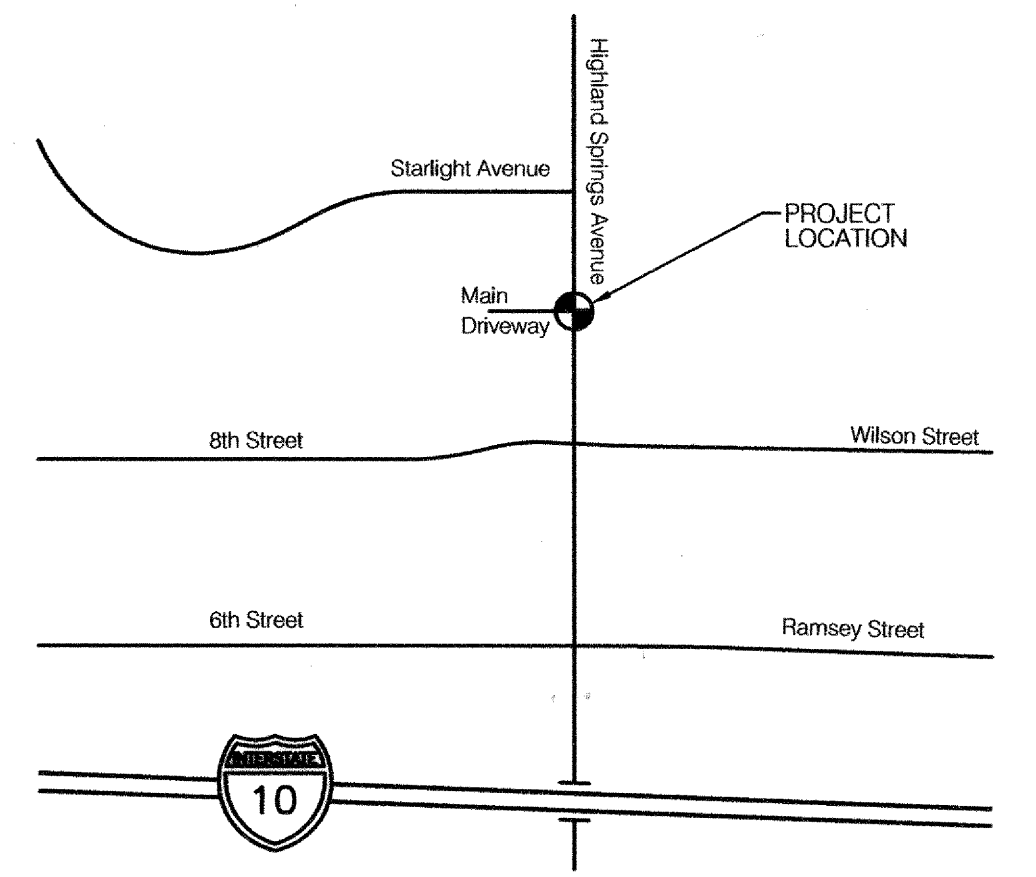 Highland Springs Avenue
Starlight Avenue
PROJECT
LOCATION
Main
Driveway
8th Street
Wilson Street
6th Street
Ramsey Street
INTERSTATE
10